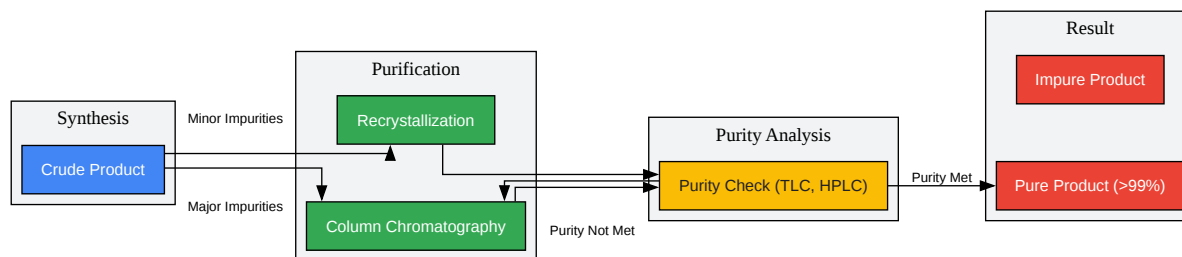 Synthesis
Crude Product
Minor Impurities
Major Impurities
Purification
Recrystallization
Column Chromatography
Purity Not Met
Purity Analysis
Purity Check (TLC, HPLC)
Purity Met
Result
Impure Product
Pure Product (>99%)